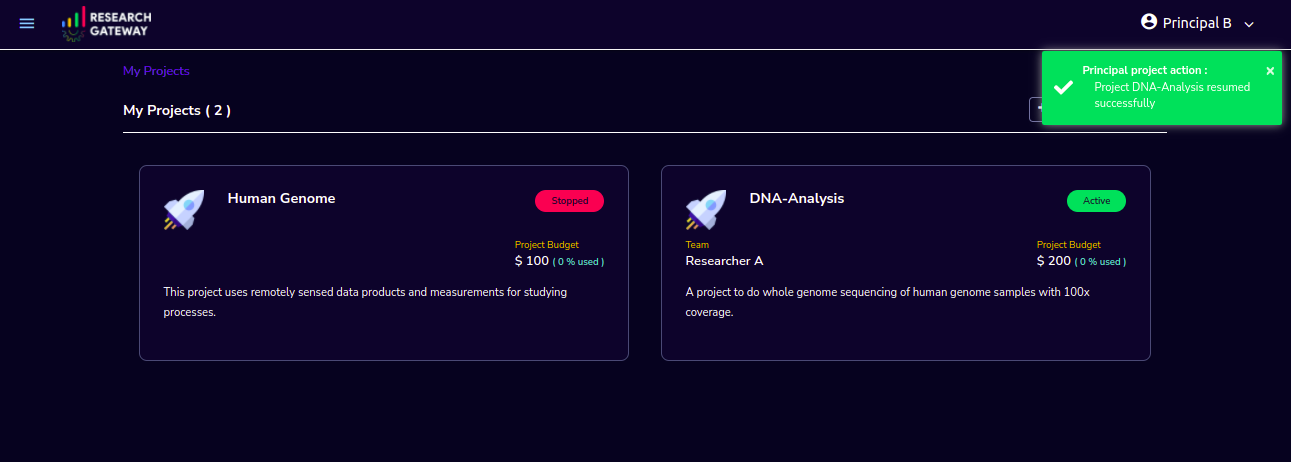 RESEARCH
GATEWAY
Principal B
My Projects
Principal project action :
Project DNA-Analysis resumed
successfully
×
My Projects ( 2 )
Human Genome
Stopped
Project Budget
$ 100 ( 0 % used )
This project uses remotely sensed data products and measurements for studying
processes.
DNA-Analysis
Active
Team
Researcher A
Project Budget
$ 200 ( 0 % used )
A project to do whole genome sequencing of human genome samples with 100x
coverage.